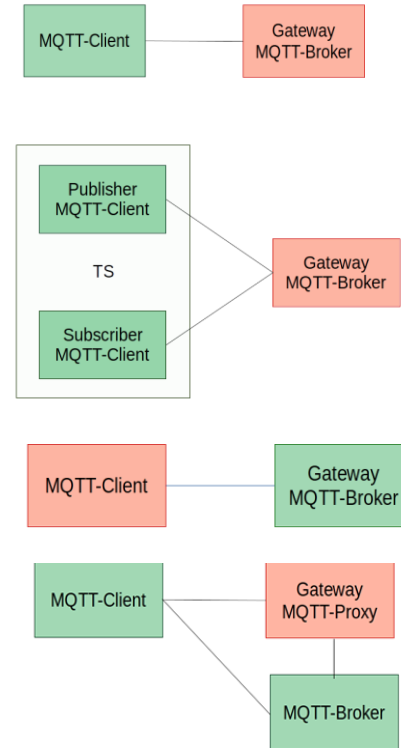 MQTT-Client
Gateway
MQTT-Broker
Publisher
MQTT-Client
TS
Subscriber
MQTT-Client
Gateway
MQTT-Broker
MQTT-Client
Gateway
MQTT-Broker
MQTT-Client
Gateway
MQTT-Proxy
MQTT-Broker